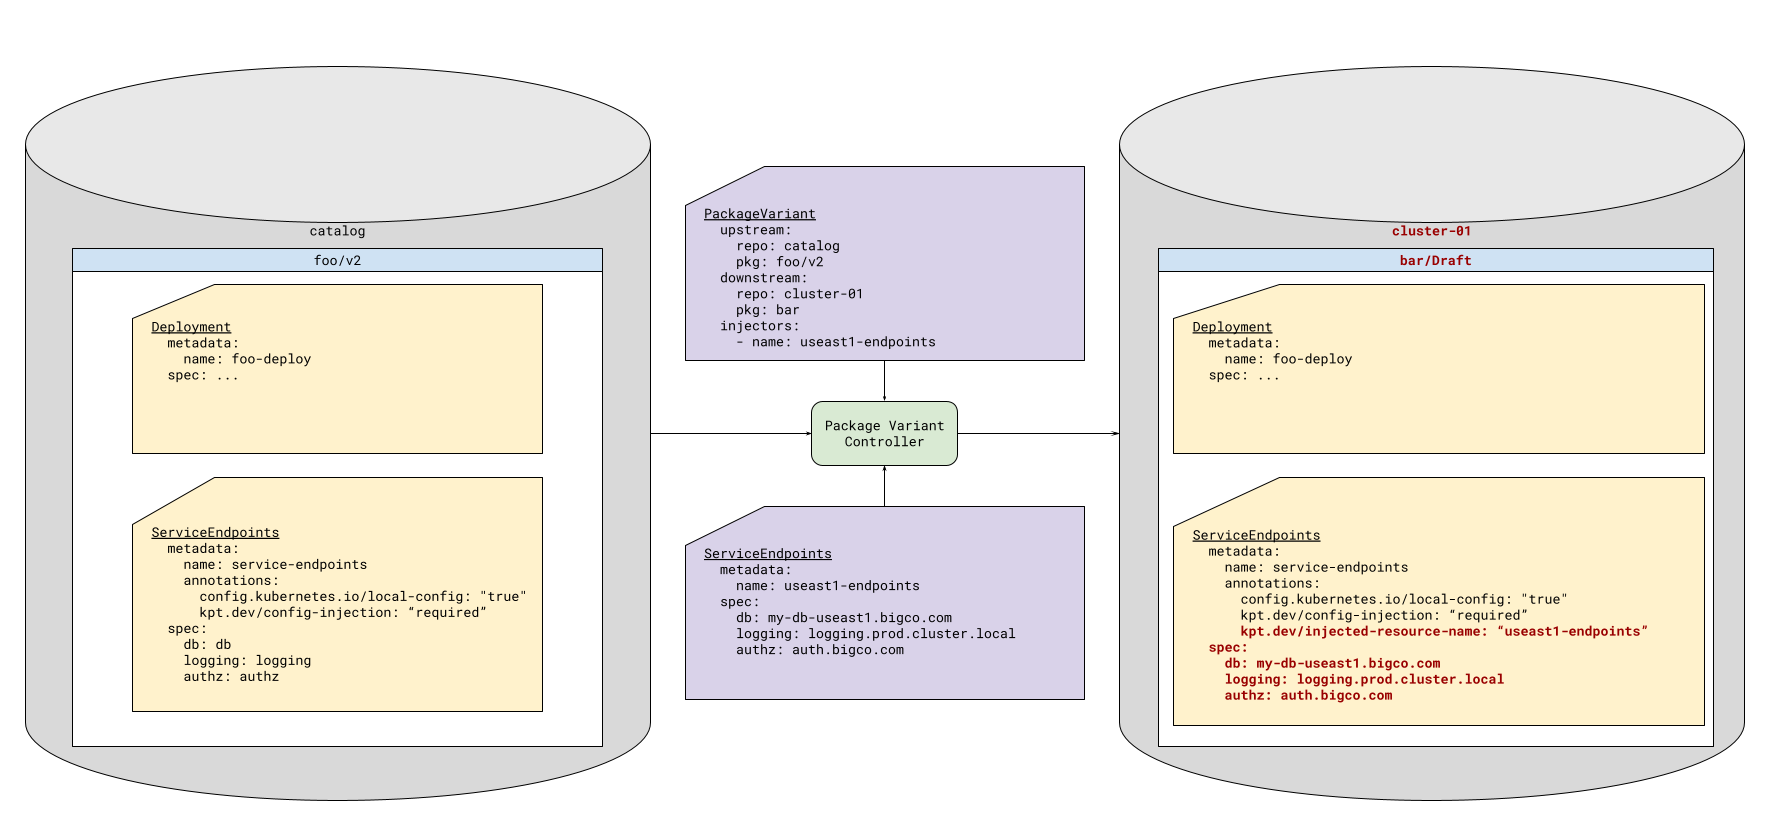 catalog
foo/v2
Deployment
  metadata:
    name: foo-deploy
  spec: ...
ServiceEndpoints
  metadata:
    name: service-endpoints
    annotations:
      config.kubernetes.io/local-config: "true"
      kpt.dev/config-injection: “required”
  spec:
    db: db
    logging: logging
    authz: authz
PackageVariant
  upstream:
    repo: catalog
    pkg: foo/v2
  downstream:
    repo: cluster-01
    pkg: bar
  injectors:
    - name: useast1-endpoints
Package Variant
Controller
ServiceEndpoints
  metadata:
    name: useast1-endpoints
  spec:
    db: my-db-useast1.bigco.com
    logging: logging.prod.cluster.local
    authz: auth.bigco.com
cluster-01
bar/Draft
Deployment
  metadata:
    name: foo-deploy
  spec: ...
ServiceEndpoints
  metadata:
    name: service-endpoints
    annotations:
      config.kubernetes.io/local-config: "true"
      kpt.dev/config-injection: “required”
      kpt.dev/injected-resource-name: “useast1-endpoints”
  spec:
    db: my-db-useast1.bigco.com
    logging: logging.prod.cluster.local
    authz: auth.bigco.com